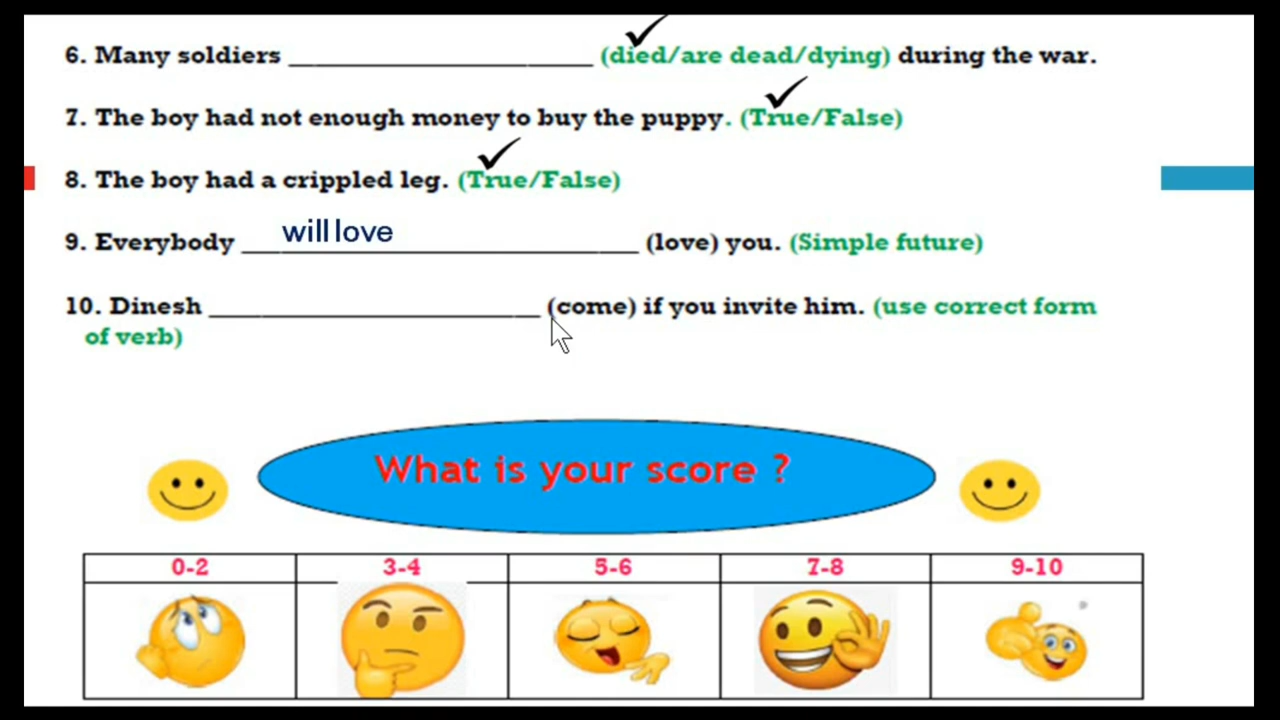 6. Many soldiers ______________________ (died/are dead/dying) during the war.
7. The boy had not enough money to buy the puppy. (True/False)
8. The boy had a crippled leg. (True/False)
9. Everybody ___will love__________________ (love) you. (Simple future)
10. Dinesh ________________________ (come) if you invite him. (use correct form
of verb)
What is your score ?
0-2 3-4 5-6 7-8 9-10